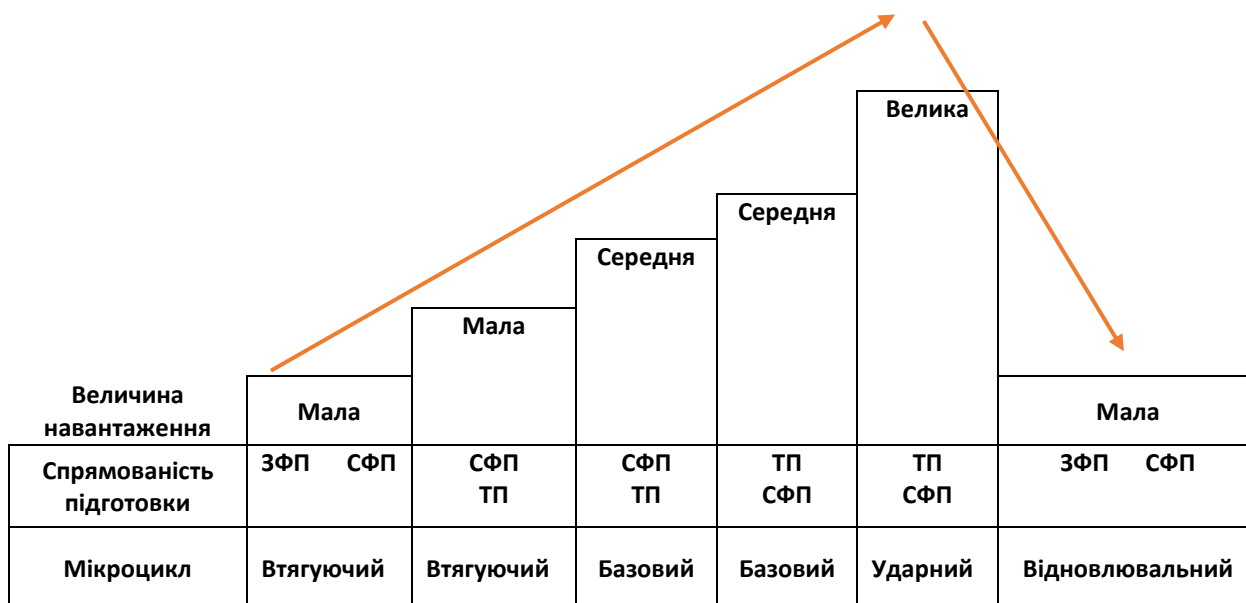 Велика
Середня
Середня
Мала
Величина
навантаження
Мала
Мала
Спрямованість
підготовки
ЗФП СФП
СФП
ТП
СФП
ТП
ТП
СФП
ТП
СФП
ЗФП СФП
Мікроцикл
Втягуючий
Втягуючий
Базовий
Базовий
Ударний
Відновлювальний